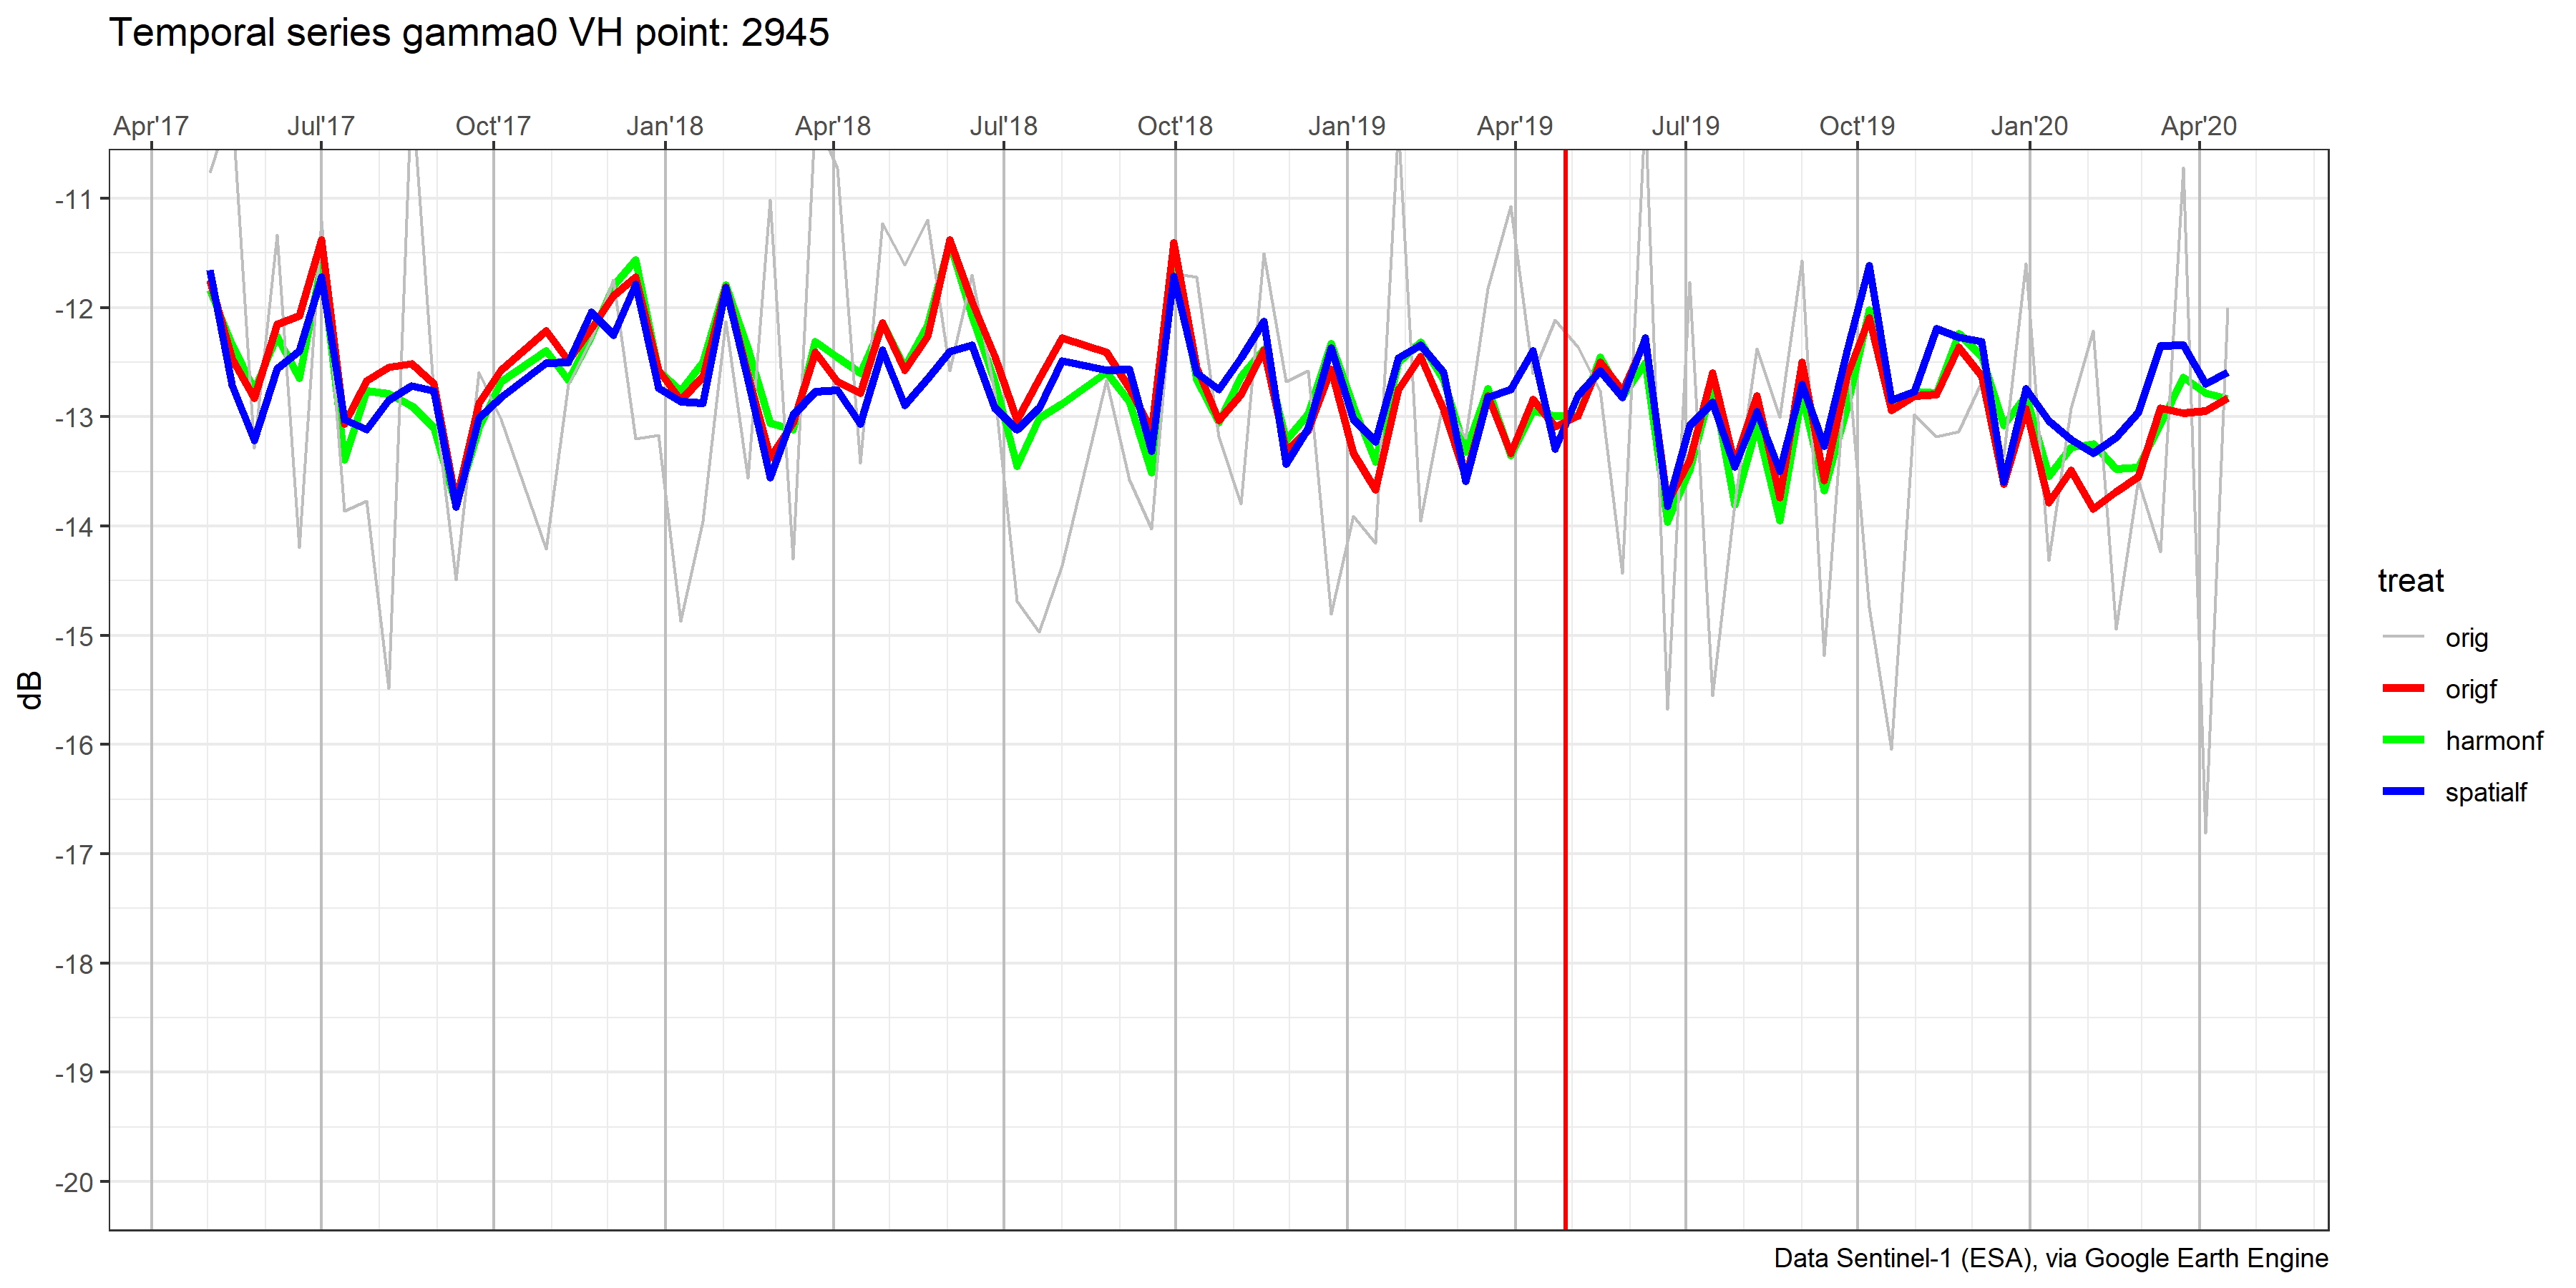 Temporal series gamma0 VH point: 2945
Apr'17 Jul'17 Oct'17 Jan'18 Apr'18 Jul'18 Oct'18 Jan'19 Apr'19 Jul'19 Oct'19 Jan'20 Apr'20
-11
-12
-13
-14
-15
-16
-17
-18
-19
-20
dB
treat
orig
origf
harmonf
spatialf
Data Sentinel-1 (ESA), via Google Earth Engine